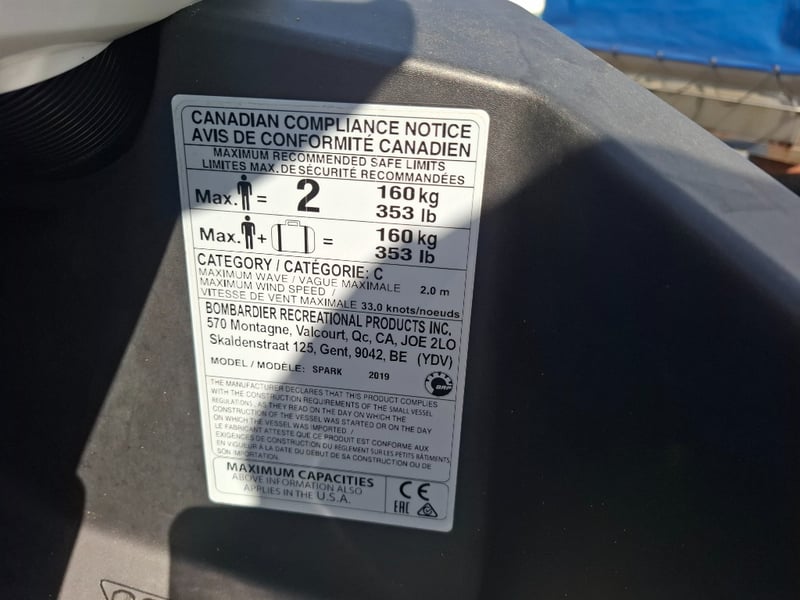 CANADIAN COMPLIANCE NOTICE
AVIS DE CONFORMITÉ CANADIEN
MAXIMUM RECOMMENDED SAFE LIMITS
LIMITES MAX. DE SÉCURITÉ RECOMMANDÉES
Max. = 2 160 kg
353 lb
Max. + = 160 kg
353 lb
CATEGORY / CATÉGORIE: C
MAXIMUM WAVE / VAGUE MAXIMALE 2.0 m
MAXIMUM WIND SPEED /
VITESSE DE VENT MAXIMALE 33.0 knots/noeuds
BOMBARDIER RECREATIONAL PRODUCTS INC.
570 Montagne, Valcourt, Qc, CA, JOE 2LO
Skaldenstraat 125, Gent, 9042, BE (YDV)
MODEL / MODÈLE: SPARK 2019
BRP
THE MANUFACTURER DECLARES THAT THIS PRODUCT COMPLIES
WITH THE CONSTRUCTION REQUIREMENTS OF THE SMALL VESSEL
REGULATIONS, AS THEY READ ON THE DAY ON WHICH THE
CONSTRUCTION OF THE VESSEL WAS STARTED OR ON THE DAY
ON WHICH THE VESSEL WAS IMPORTED /
LE FABRICANT ATTESTE QUE CE PRODUIT EST CONFORME AUX
EXIGENCES DE CONSTRUCTION DU RÈGLEMENT SUR LES PETITS BÂTIMENTS
EN VIGUEUR À LA DATE DU DÉBUT DE SA CONSTRUCTION OU DE
SON IMPORTATION.
MAXIMUM CAPACITIES
ABOVE INFORMATION ALSO
APPLIES IN THE U.S.A.
CE
EAC